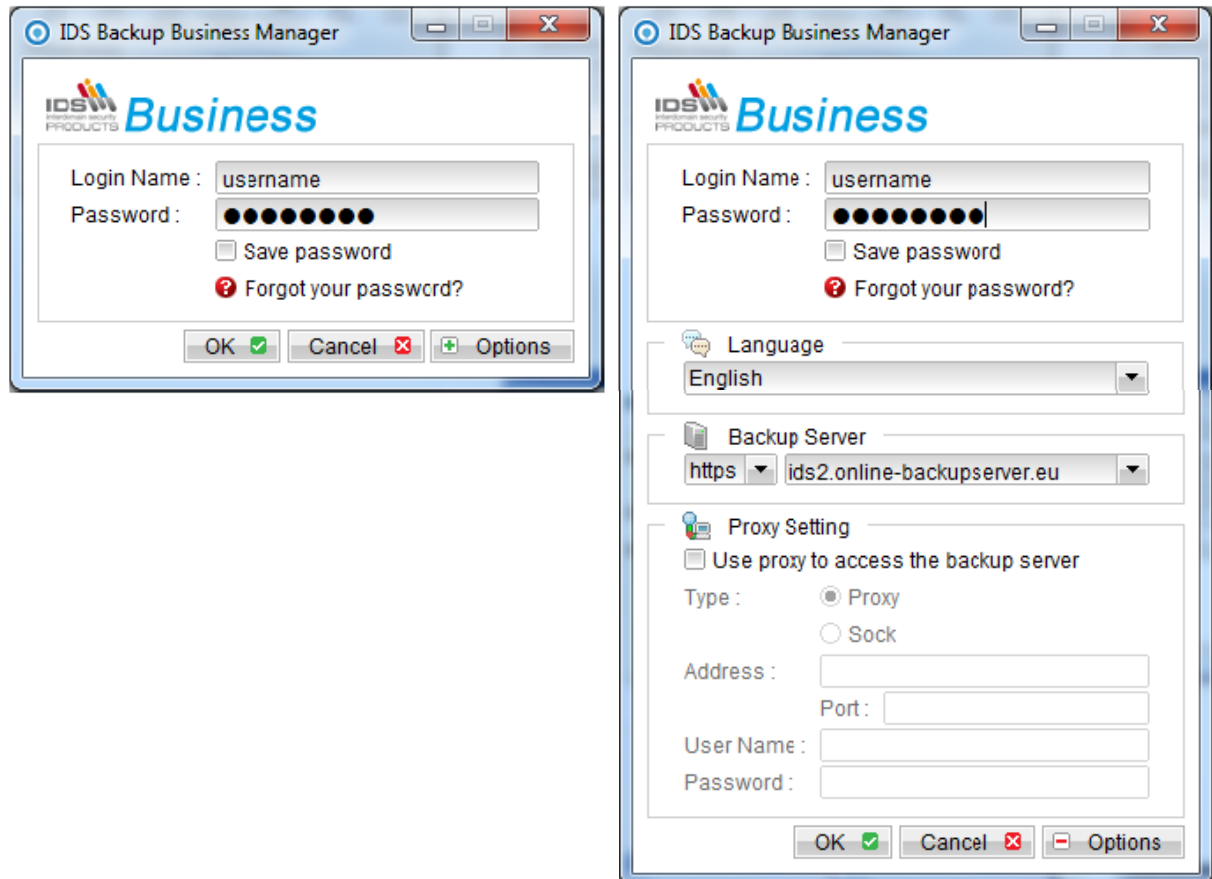 IDS Backup Business Manager
IDS
interdomain security
PRODUCTS
Business
Login Name : username
Password : ●●●●●●●●
Save password
Forgot your password?
OK Cancel Options
IDS Backup Business Manager
IDS
interdomain security
PRODUCTS
Business
Login Name : username
Password : ●●●●●●●●
Save password
Forgot your password?
Language
English
Backup Server
https ids2.online-backupserver.eu
Proxy Setting
Use proxy to access the backup server
Type : Proxy
Sock
Address :
Port :
User Name :
Password :
OK Cancel Options